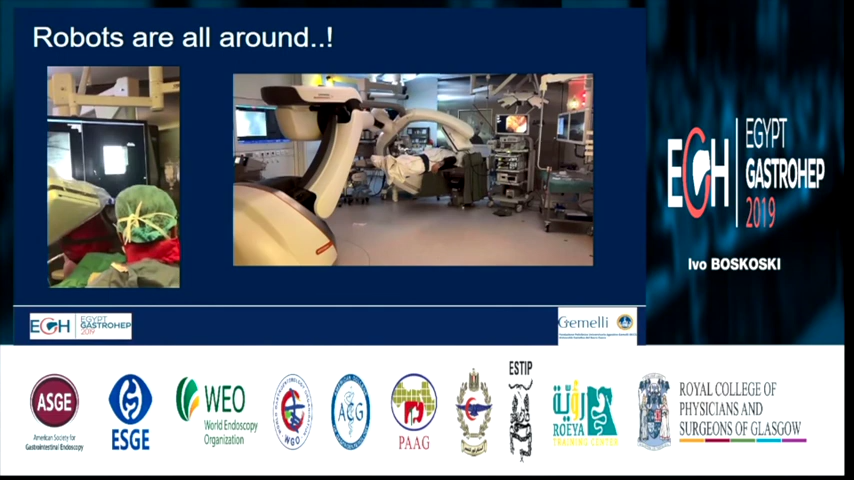 Robots are all around..!
EGH
EGYPT
GASTROHEP
2019
Ivo BOSKOSKI
EGH
EGYPT
GASTROHEP
2019
Gemelli
ASGE
American Society for
Gastrointestinal Endoscopy
ESGE
WEO
World Endoscopy
Organization
WGO
ACG
PAAG
ESTIP
رؤية
ROEYA
TRAINING CENTER
ROYAL COLLEGE OF
PHYSICIANS AND
SURGEONS OF GLASGOW